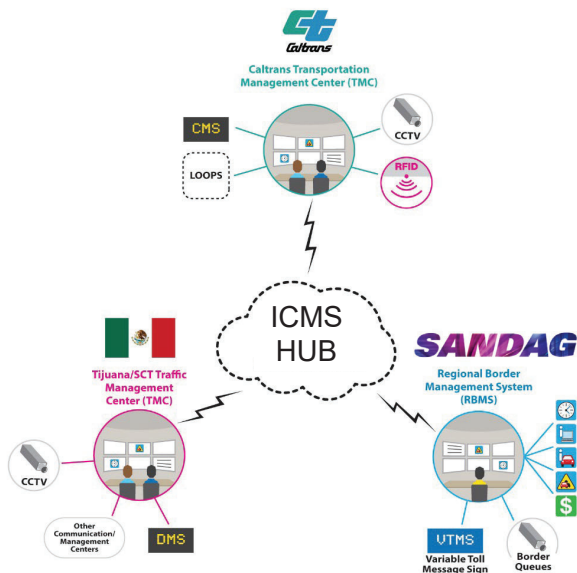 Caltrans
Caltrans Transportation
Management Center (TMC)
CMS
CCTV
LOOPS
RFID
ICMS
HUB
SANDAG
Tijuana/SCT Traffic
Management
Center (TMC)
Regional Border
Management System
(RBMS)
CCTV
Other
Communication/
Management
Centers
DMS
VTMS
Variable Toll
Message Sign
Border
Queues
$